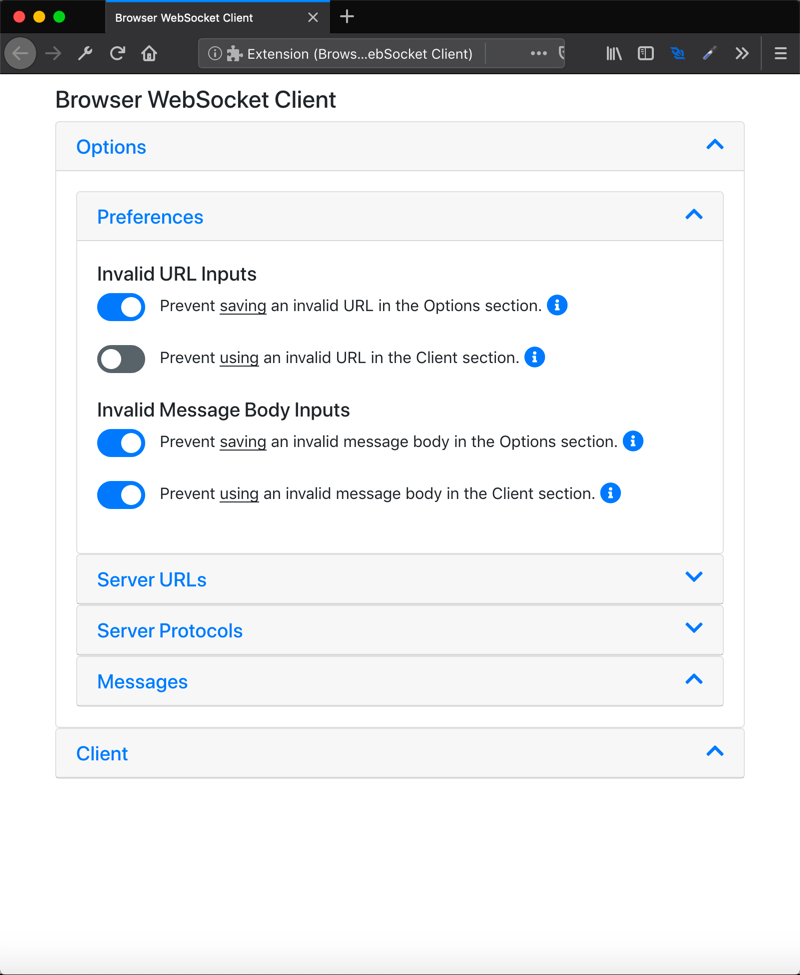 Browser WebSocket Client
Extension (Brows...ebSocket Client)
Browser WebSocket Client
Options
Preferences
Invalid URL Inputs
Prevent saving an invalid URL in the Options section.
Prevent using an invalid URL in the Client section.
Invalid Message Body Inputs
Prevent saving an invalid message body in the Options section.
Prevent using an invalid message body in the Client section.
Server URLs
Server Protocols
Messages
Client